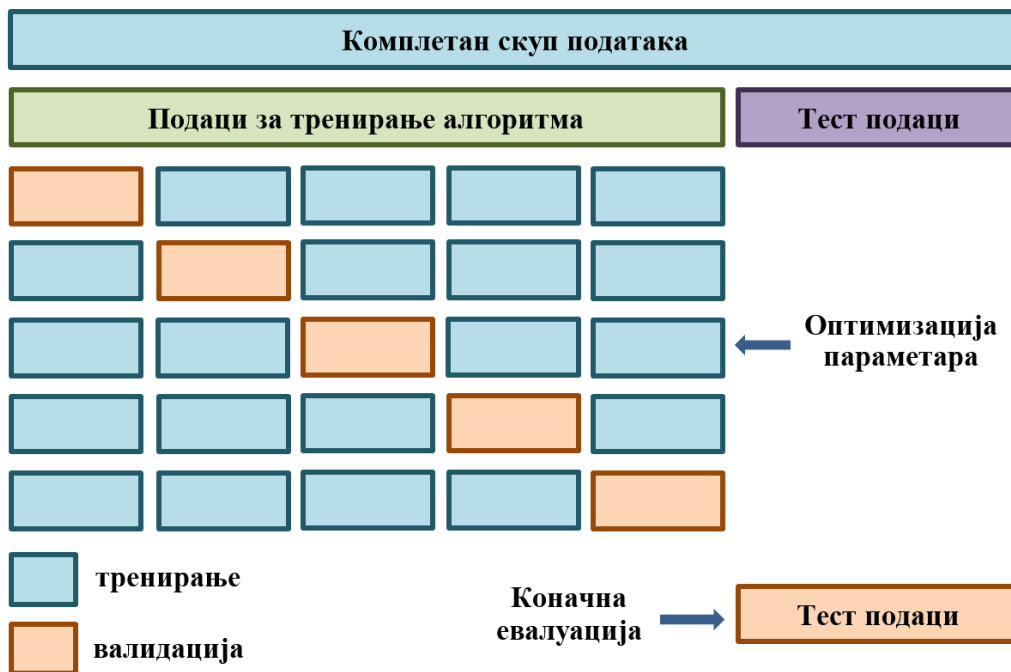 Комплетан скуп података
Подаци за тренирање алгоритма
Тест подаци
Оптимизација
параметара
тренирање
валидација
Коначна
евалуација
Тест подаци